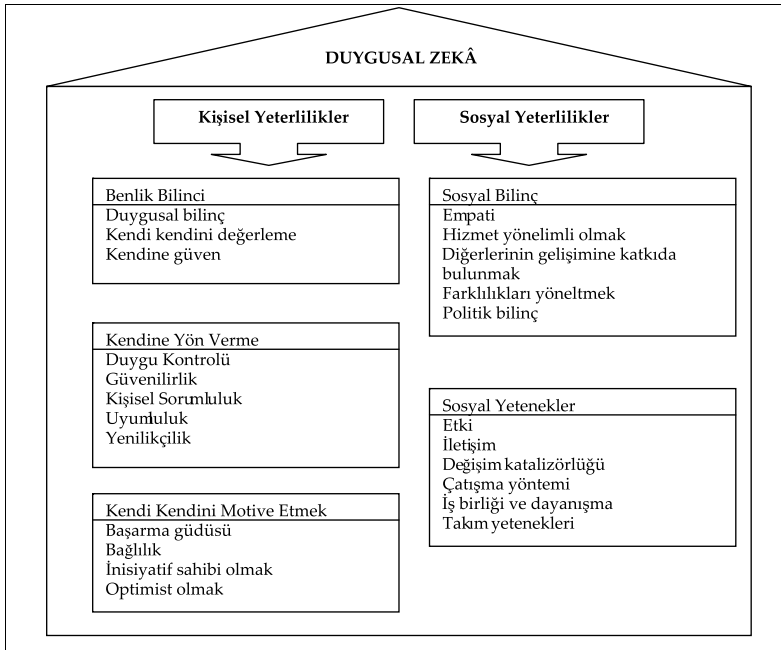 DUYGUSAL ZEKÂ
Kişisel Yeterlilikler
Benlik Bilinci
Duygusal bilinç
Kendi kendini değerleme
Kendine güven
Kendine Yön Verme
Duygu Kontrolü
Güvenilirlik
Kişisel Sorumluluk
Uyumluluk
Yenilikçilik
Kendi Kendini Motive Etmek
Başarma güdüsü
Bağlılık
İnisiyatif sahibi olmak
Optimist olmak
Sosyal Yeterlilikler
Sosyal Bilinç
Empati
Hizmet yönelimli olmak
Diğerlerinin gelişimine katkıda
bulunmak
Farklılıkları yöneltmek
Politik bilinç
Sosyal Yetenekler
Etki
İletişim
Değişim katalizörlüğü
Çatışma yöntemi
İş birliği ve dayanışma
Takım yetenekleri